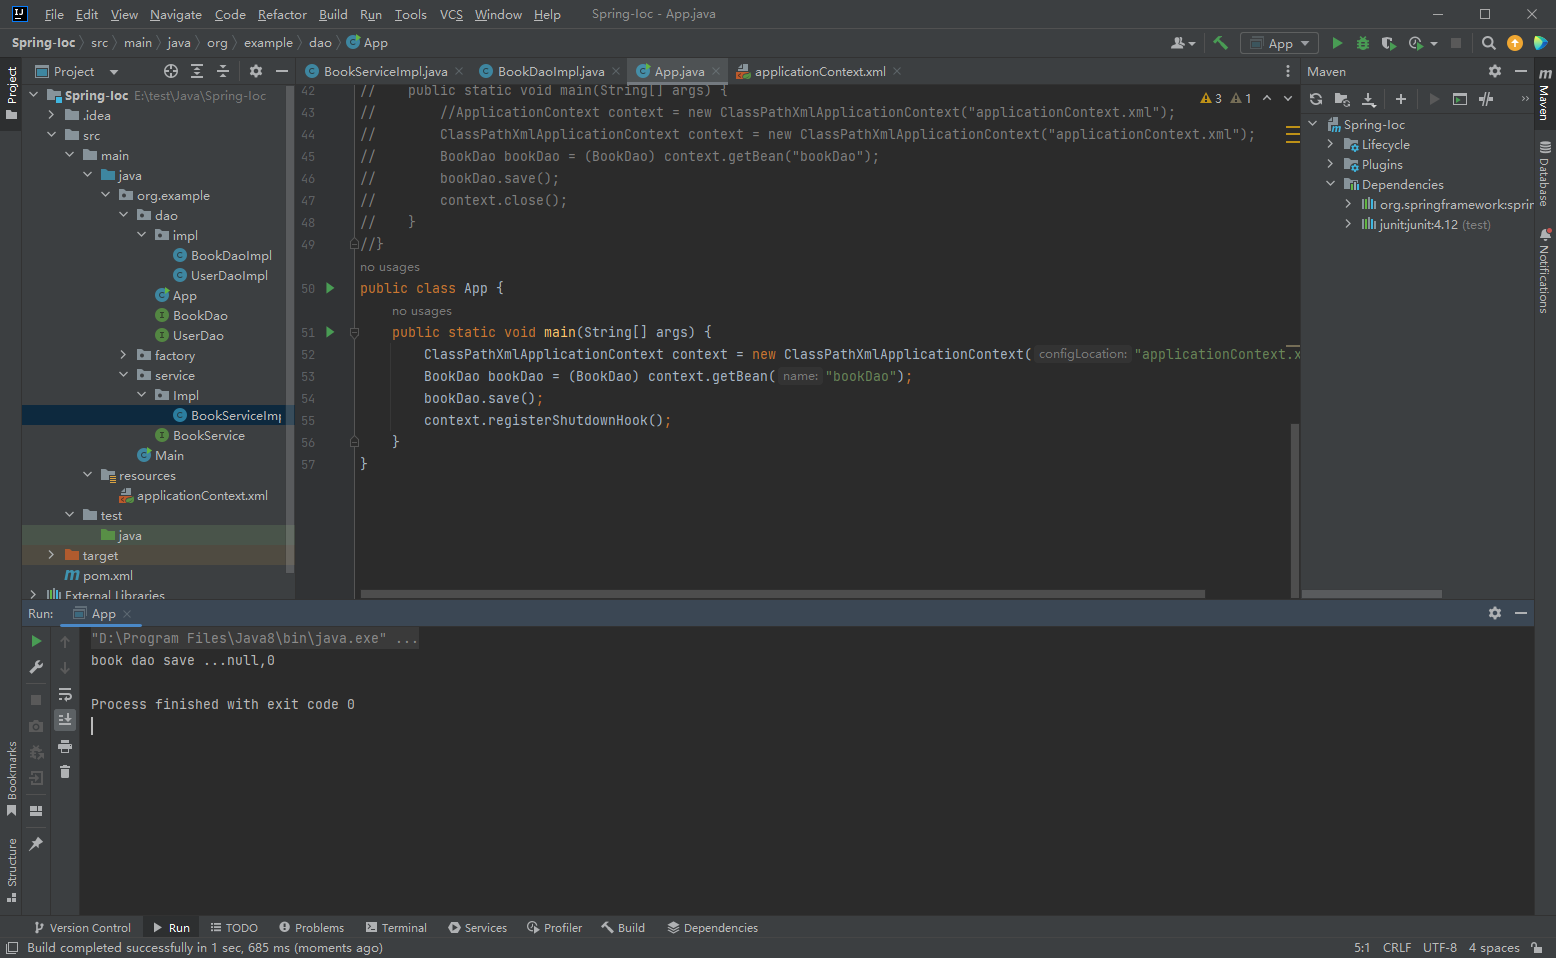 File Edit View Navigate Code Refactor Build Run Tools VCS Window Help Spring-Ioc - App.java
Spring-Ioc src main java org example dao App
App
Project
BookServiceImpl.java BookDaoImpl.java App.java applicationContext.xml
Maven
Spring-Ioc E:\test\Java\Spring-Ioc
.idea
src
main
java
org.example
dao
impl
BookDaoImpl
UserDaoImpl
App
BookDao
UserDao
factory
service
Impl
BookServiceImp
BookService
Main
resources
applicationContext.xml
test
java
target
pom.xml
External Libraries
3 1
42 // public static void main(String[] args) {
43 // //ApplicationContext context = new ClassPathXmlApplicationContext("applicationContext.xml");
44 // ClassPathXmlApplicationContext context = new ClassPathXmlApplicationContext("applicationContext.xml");
45 // BookDao bookDao = (BookDao) context.getBean("bookDao");
46 // bookDao.save();
47 // context.close();
48 // }
49 //}
no usages
50 public class App {
no usages
51 public static void main(String[] args) {
52 ClassPathXmlApplicationContext context = new ClassPathXmlApplicationContext( configLocation: "applicationContext.x
53 BookDao bookDao = (BookDao) context.getBean( name: "bookDao");
54 bookDao.save();
55 context.registerShutdownHook();
56 }
57 }
Spring-Ioc
Lifecycle
Plugins
Dependencies
org.springframework:sprin
junit:junit:4.12 (test)
Project
Bookmarks
Structure
m
Maven
Database
Notifications
Run: App
"D:\Program Files\Java8\bin\java.exe" ...
book dao save ...null,0
Process finished with exit code 0
Version Control Run TODO Problems Terminal Services Profiler Build Dependencies
Build completed successfully in 1 sec, 685 ms (moments ago)
5:1 CRLF UTF-8 4 spaces